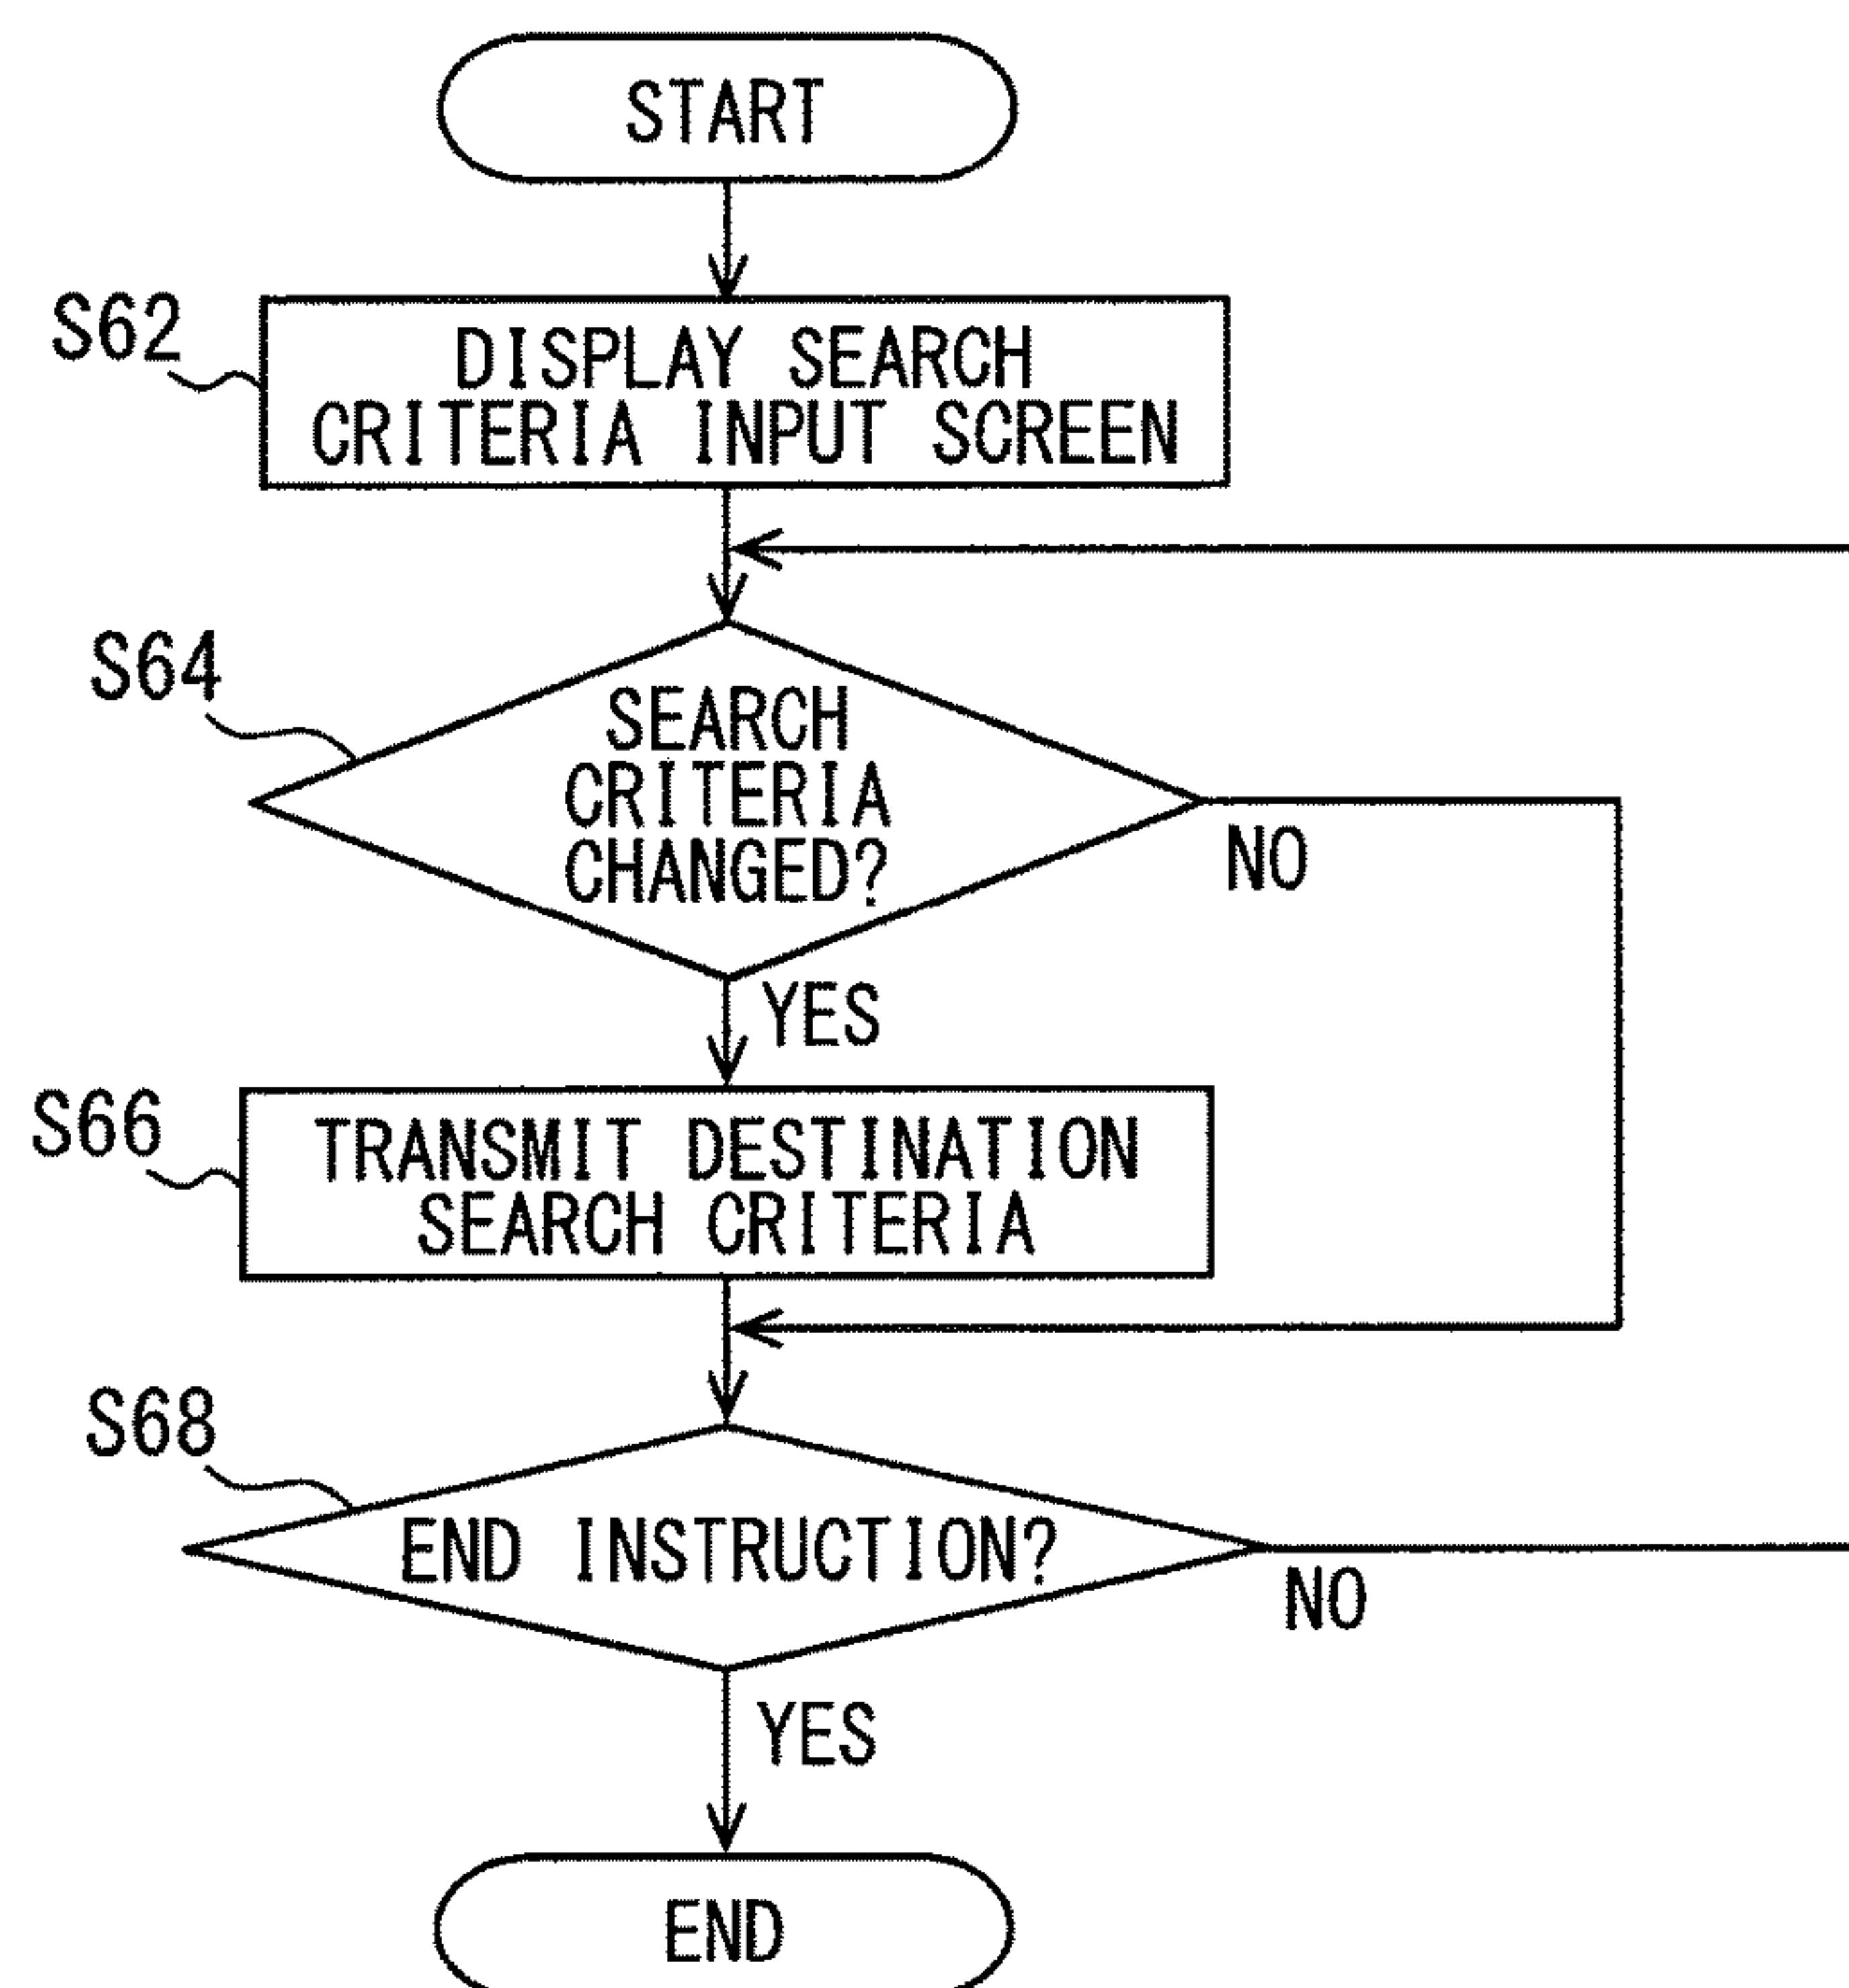 START
S62
DISPLAY SEARCH
CRITERIA INPUT SCREEN
S64
SEARCH
CRITERIA
CHANGED?
NO
YES
S66
TRANSMIT DESTINATION
SEARCH CRITERIA
S68
END INSTRUCTION?
NO
YES
END